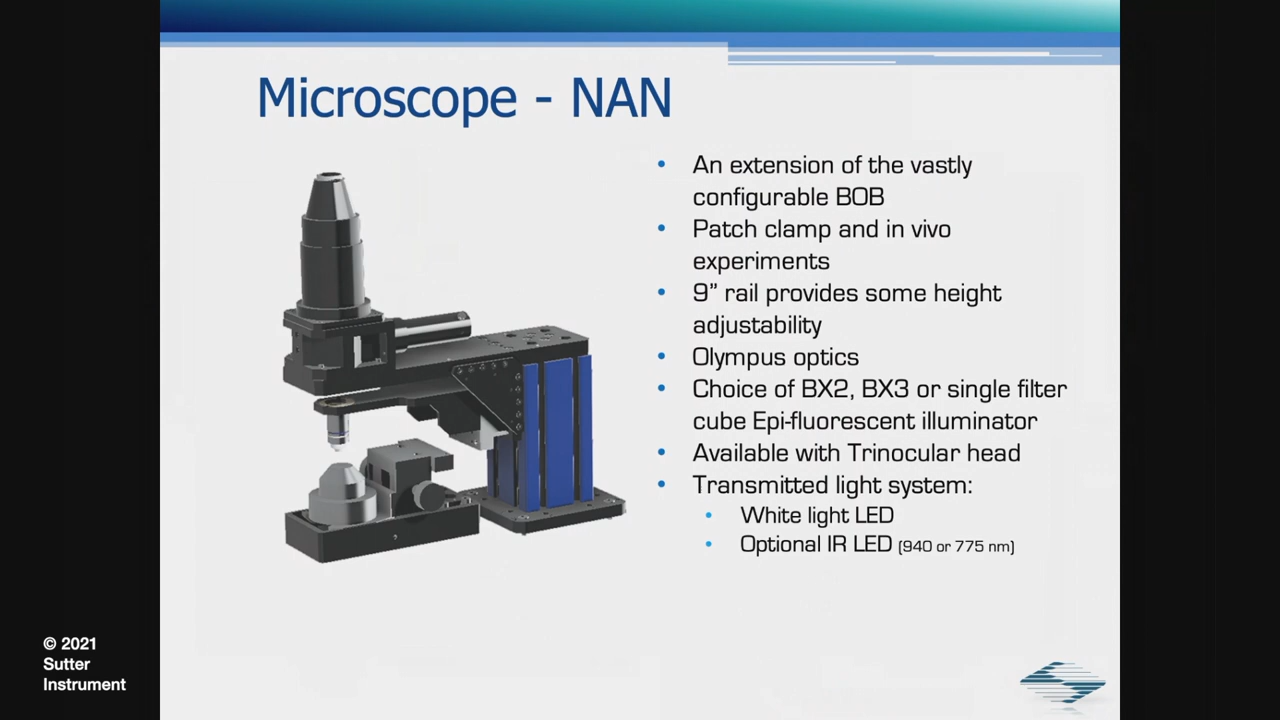 Microscope - NAN
• An extension of the vastly
configurable BOB
• Patch clamp and in vivo
experiments
• 9” rail provides some height
adjustability
• Olympus optics
• Choice of BX2, BX3 or single filter
cube Epi-fluorescent illuminator
• Available with Trinocular head
• Transmitted light system:
• White light LED
• Optional IR LED (940 or 775 nm)
© 2021
Sutter
Instrument